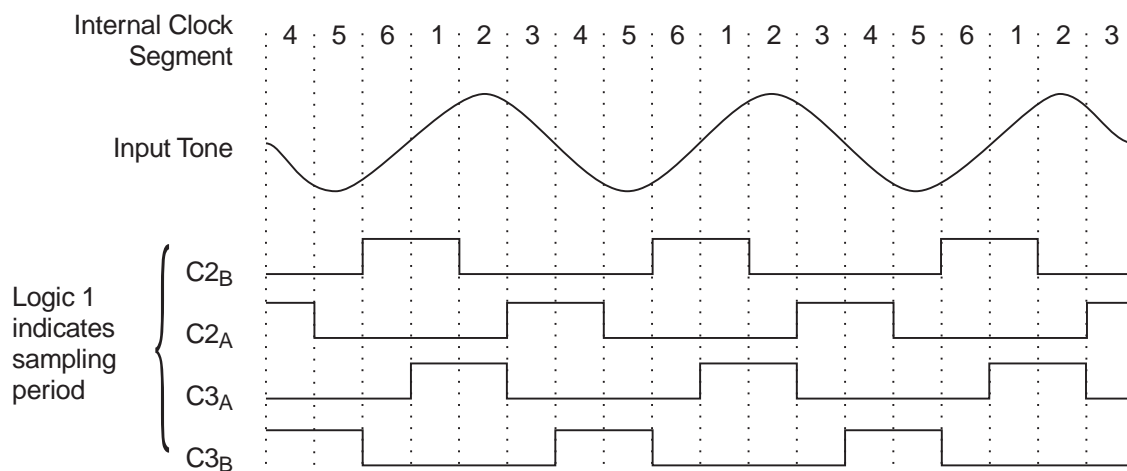 Internal Clock
Segment
4 5 6 1 2 3 4 5 6 1 2 3 4 5 6 1 2 3
Input Tone
Logic 1
indicates
sampling
period
C2B
C2A
C3A
C3B